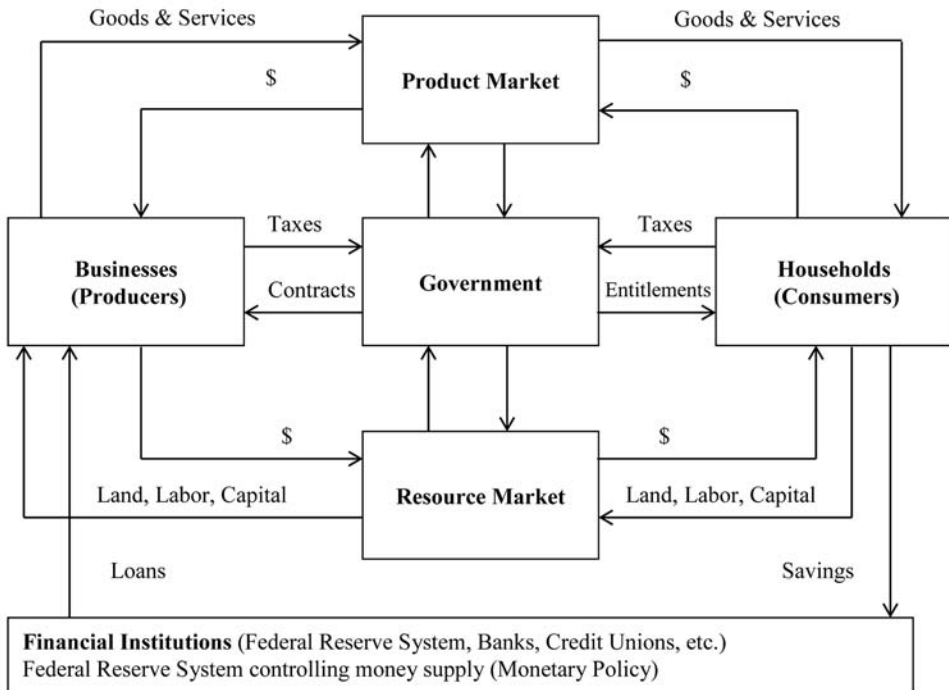 Goods & Services
Goods & Services
$
Product Market
$
Taxes
Taxes
Businesses
(Producers)
Government
Households
(Consumers)
Contracts
Entitlements
$
$
Land, Labor, Capital
Resource Market
Land, Labor, Capital
Loans
Savings
Financial Institutions (Federal Reserve System, Banks, Credit Unions, etc.)
Federal Reserve System controlling money supply (Monetary Policy)